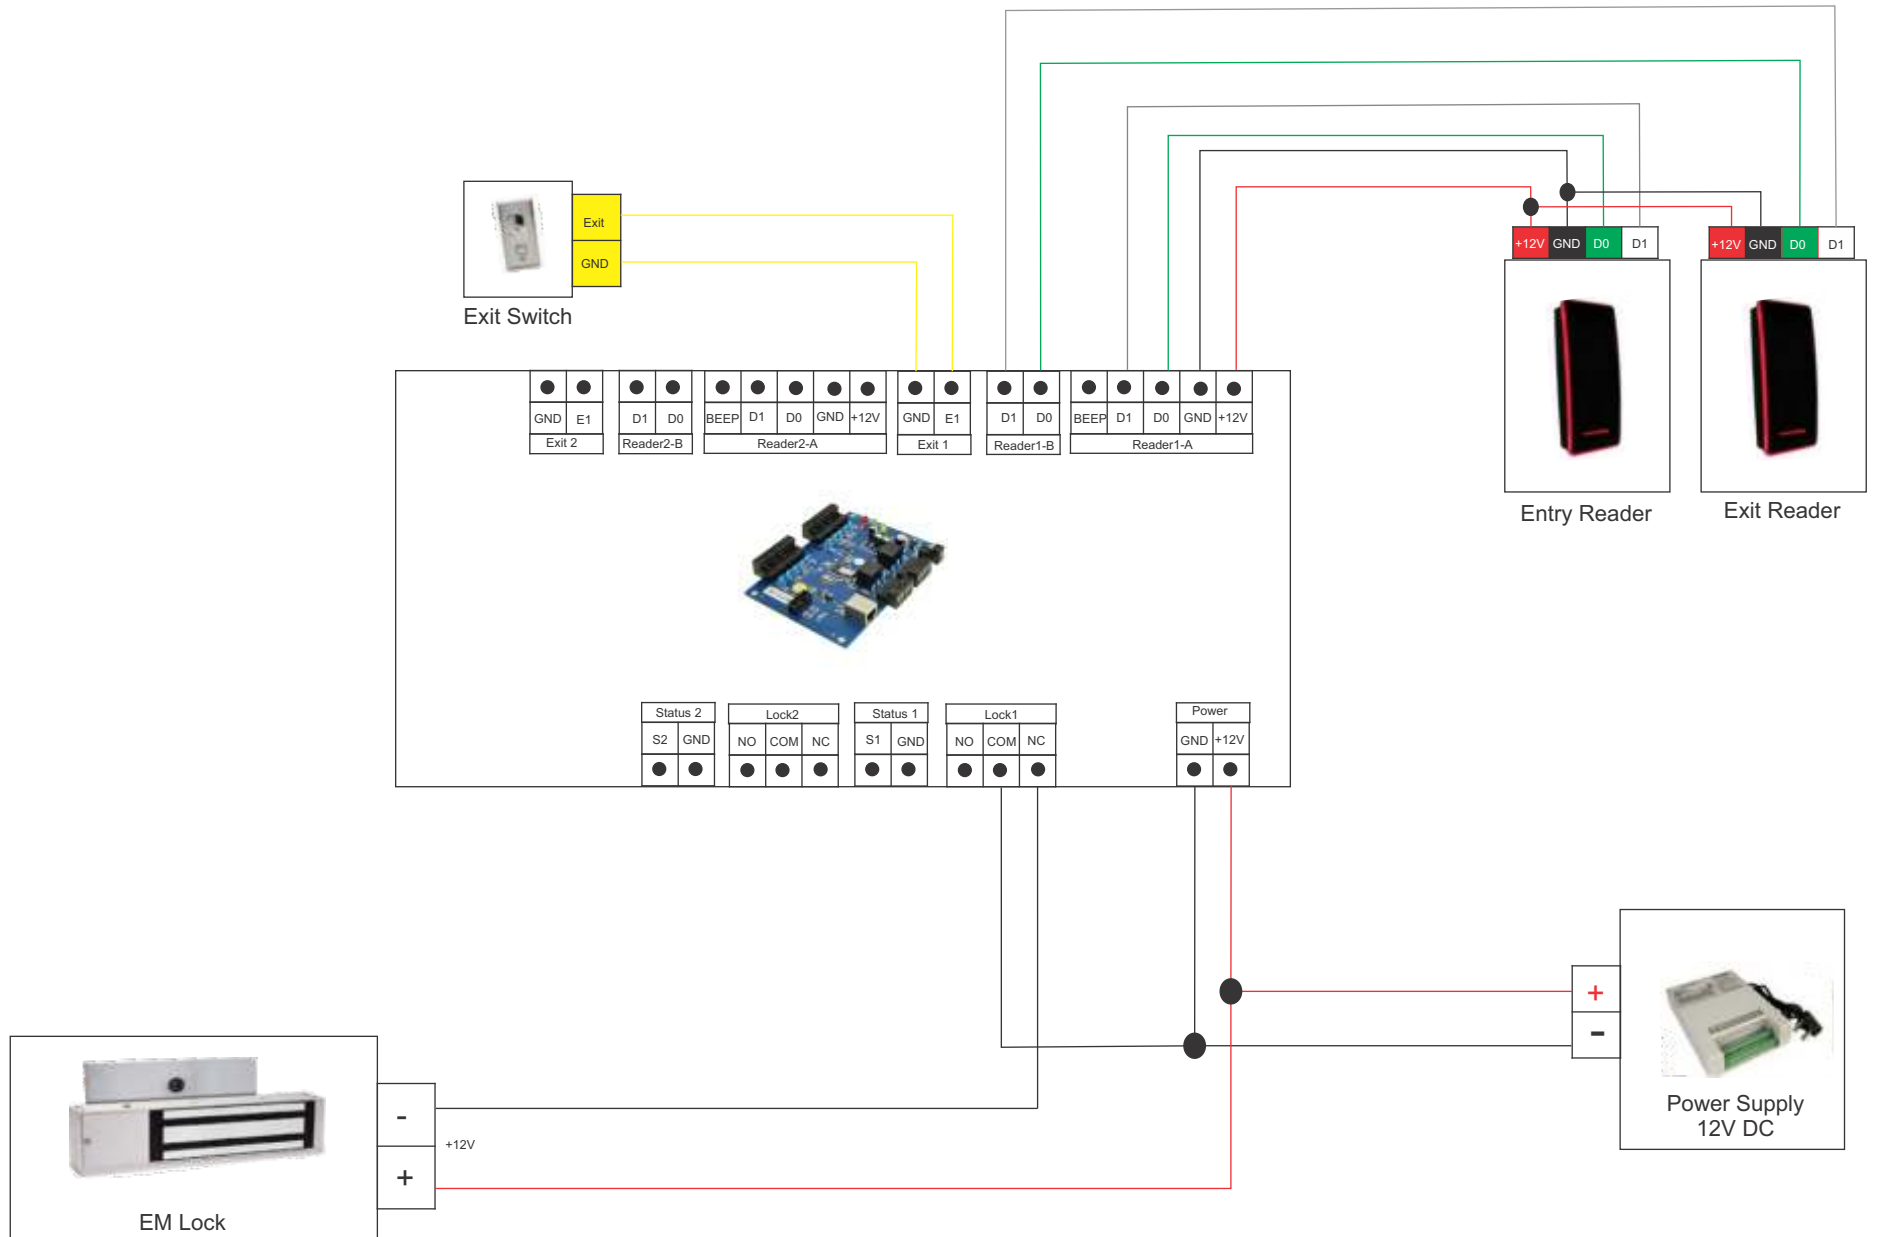 +12V GND D0 D1
+12V GND D0 D1
Exit
GND
Exit Switch
Entry Reader
Exit Reader
GND E1
Exit 2
D1 D0
Reader2-B
BEEP D1 D0 GND +12V
Reader2-A
GND E1
Exit 1
D1 D0
Reader1-B
BEEP D1 D0 GND +12V
Reader1-A
Status 2
S2 GND
Lock2
NO COM NC
Status 1
S1 GND
Lock1
NO COM NC
Power
GND +12V
+
-
Power Supply
12V DC
-
+12V
+
EM Lock